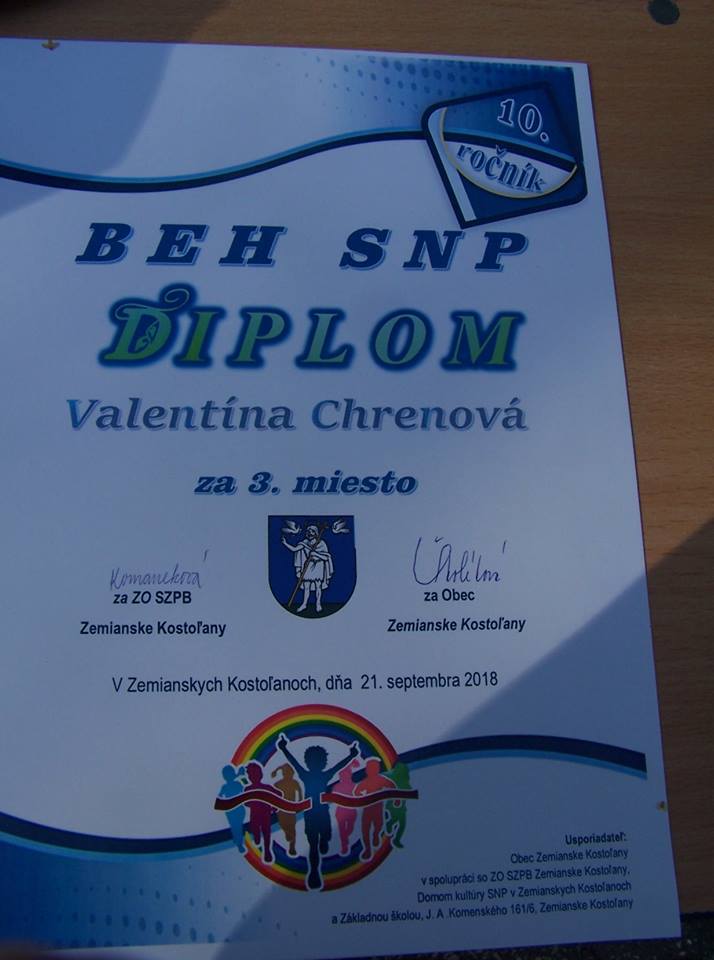 10.
ročník
BEH SNP
DIPLOM
Valentína Chrenová
za 3. miesto
Komaneková
za ZO SZPB
za Obec
Zemianske Kostoľany
Zemianske Kostoľany
V Zemianskych Kostoľanoch, dňa 21. septembra 2018
Usporiadateľ:
Obec Zemianske Kostoľany
v spolupráci so ZO SZPB Zemianske Kostoľany,
Domom kultúry SNP v Zemianskych Kostoľanoch
a Základnou školou, J. A .Komenského 161/6, Zemianske Kostoľany